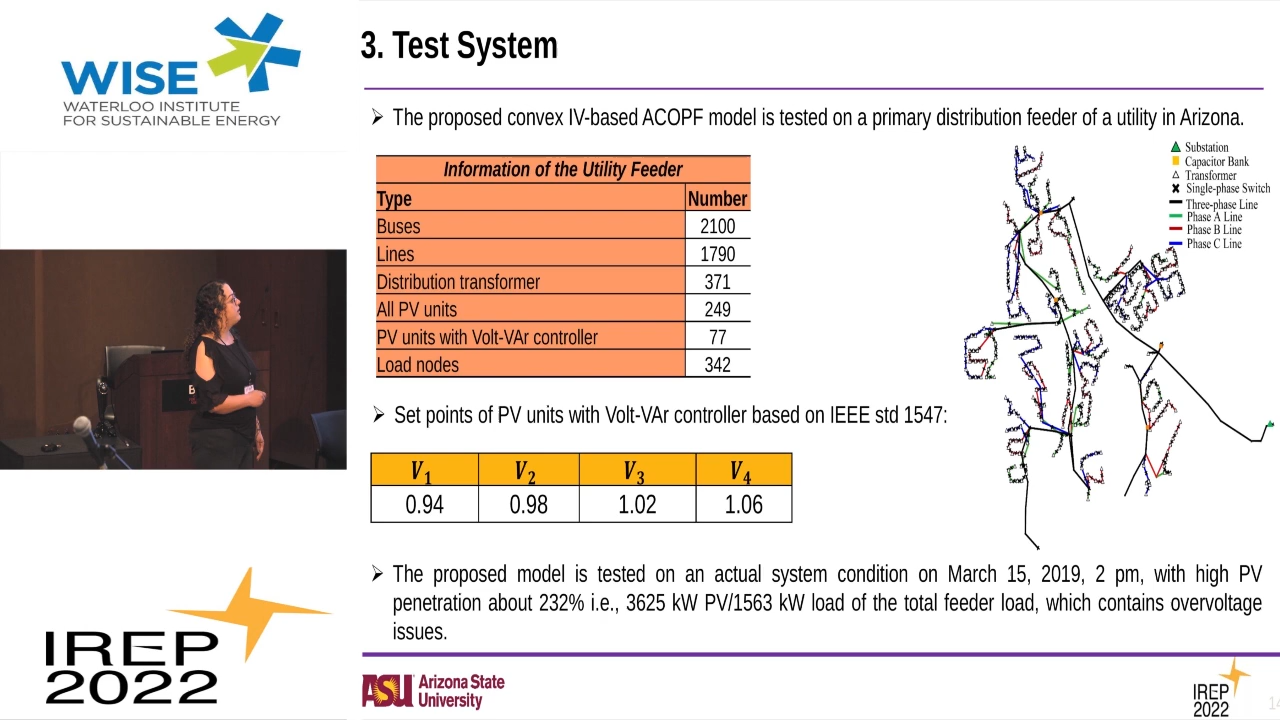 WISE
WATERLOO INSTITUTE
FOR SUSTAINABLE ENERGY
3. Test System
➢ The proposed convex IV-based ACOPF model is tested on a primary distribution feeder of a utility in Arizona.
Information of the Utility Feeder
Type Number
Buses 2100
Lines 1790
Distribution transformer 371
All PV units 249
PV units with Volt-VAr controller 77
Load nodes 342
Substation
Capacitor Bank
Transformer
Single-phase Switch
Three-phase Line
Phase A Line
Phase B Line
Phase C Line
➢ Set points of PV units with Volt-VAr controller based on IEEE std 1547:
V₁ V₂ V₃ V₄
0.94 0.98 1.02 1.06
➢ The proposed model is tested on an actual system condition on March 15, 2019, 2 pm, with high PV
penetration about 232% i.e., 3625 kW PV/1563 kW load of the total feeder load, which contains overvoltage
issues.
IREP
2022
ASU Arizona State
University
IREP
2022